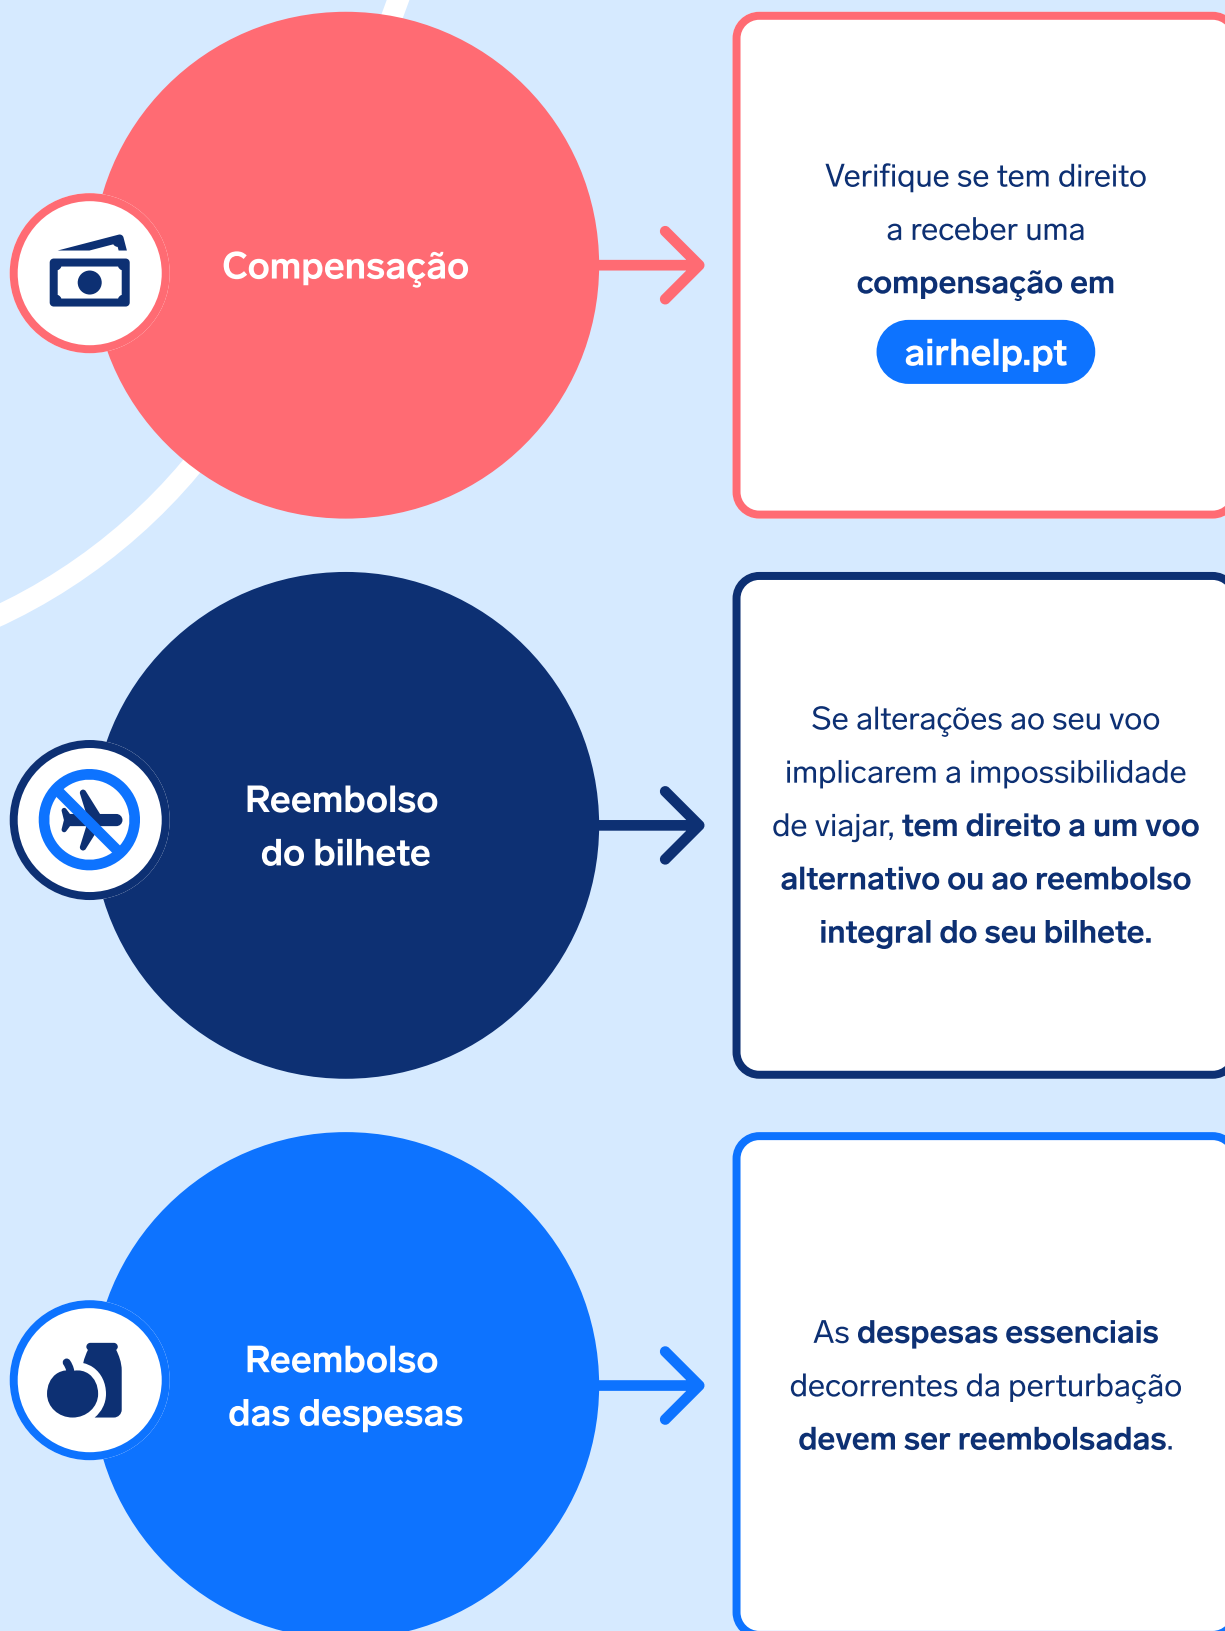 Compensação
Verifique se tem direito
a receber uma
compensação em
airhelp.pt
Reembolso
do bilhete
Se alterações ao seu voo
implicarem a impossibilidade
de viajar, tem direito a um voo
alternativo ou ao reembolso
integral do seu bilhete.
Reembolso
das despesas
As despesas essenciais
decorrentes da perturbação
devem ser reembolsadas.